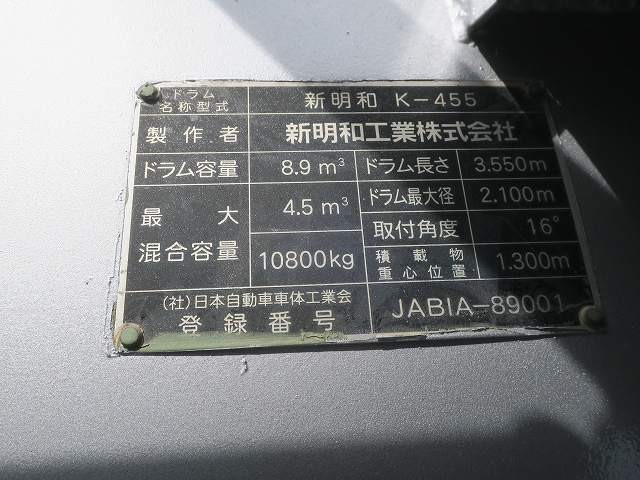 ドラム
名称型式 新明和 K-455
製作者 新明和工業株式会社
ドラム容量 8.9 m³ ドラム長さ 3.550m
最大混合容量 4.5 m³ ドラム最大径 2.100m
取付角度 16°
10800kg 積載物重心位置 1.300m
(社)日本自動車車体工業会
登録番号 JABIA-89001